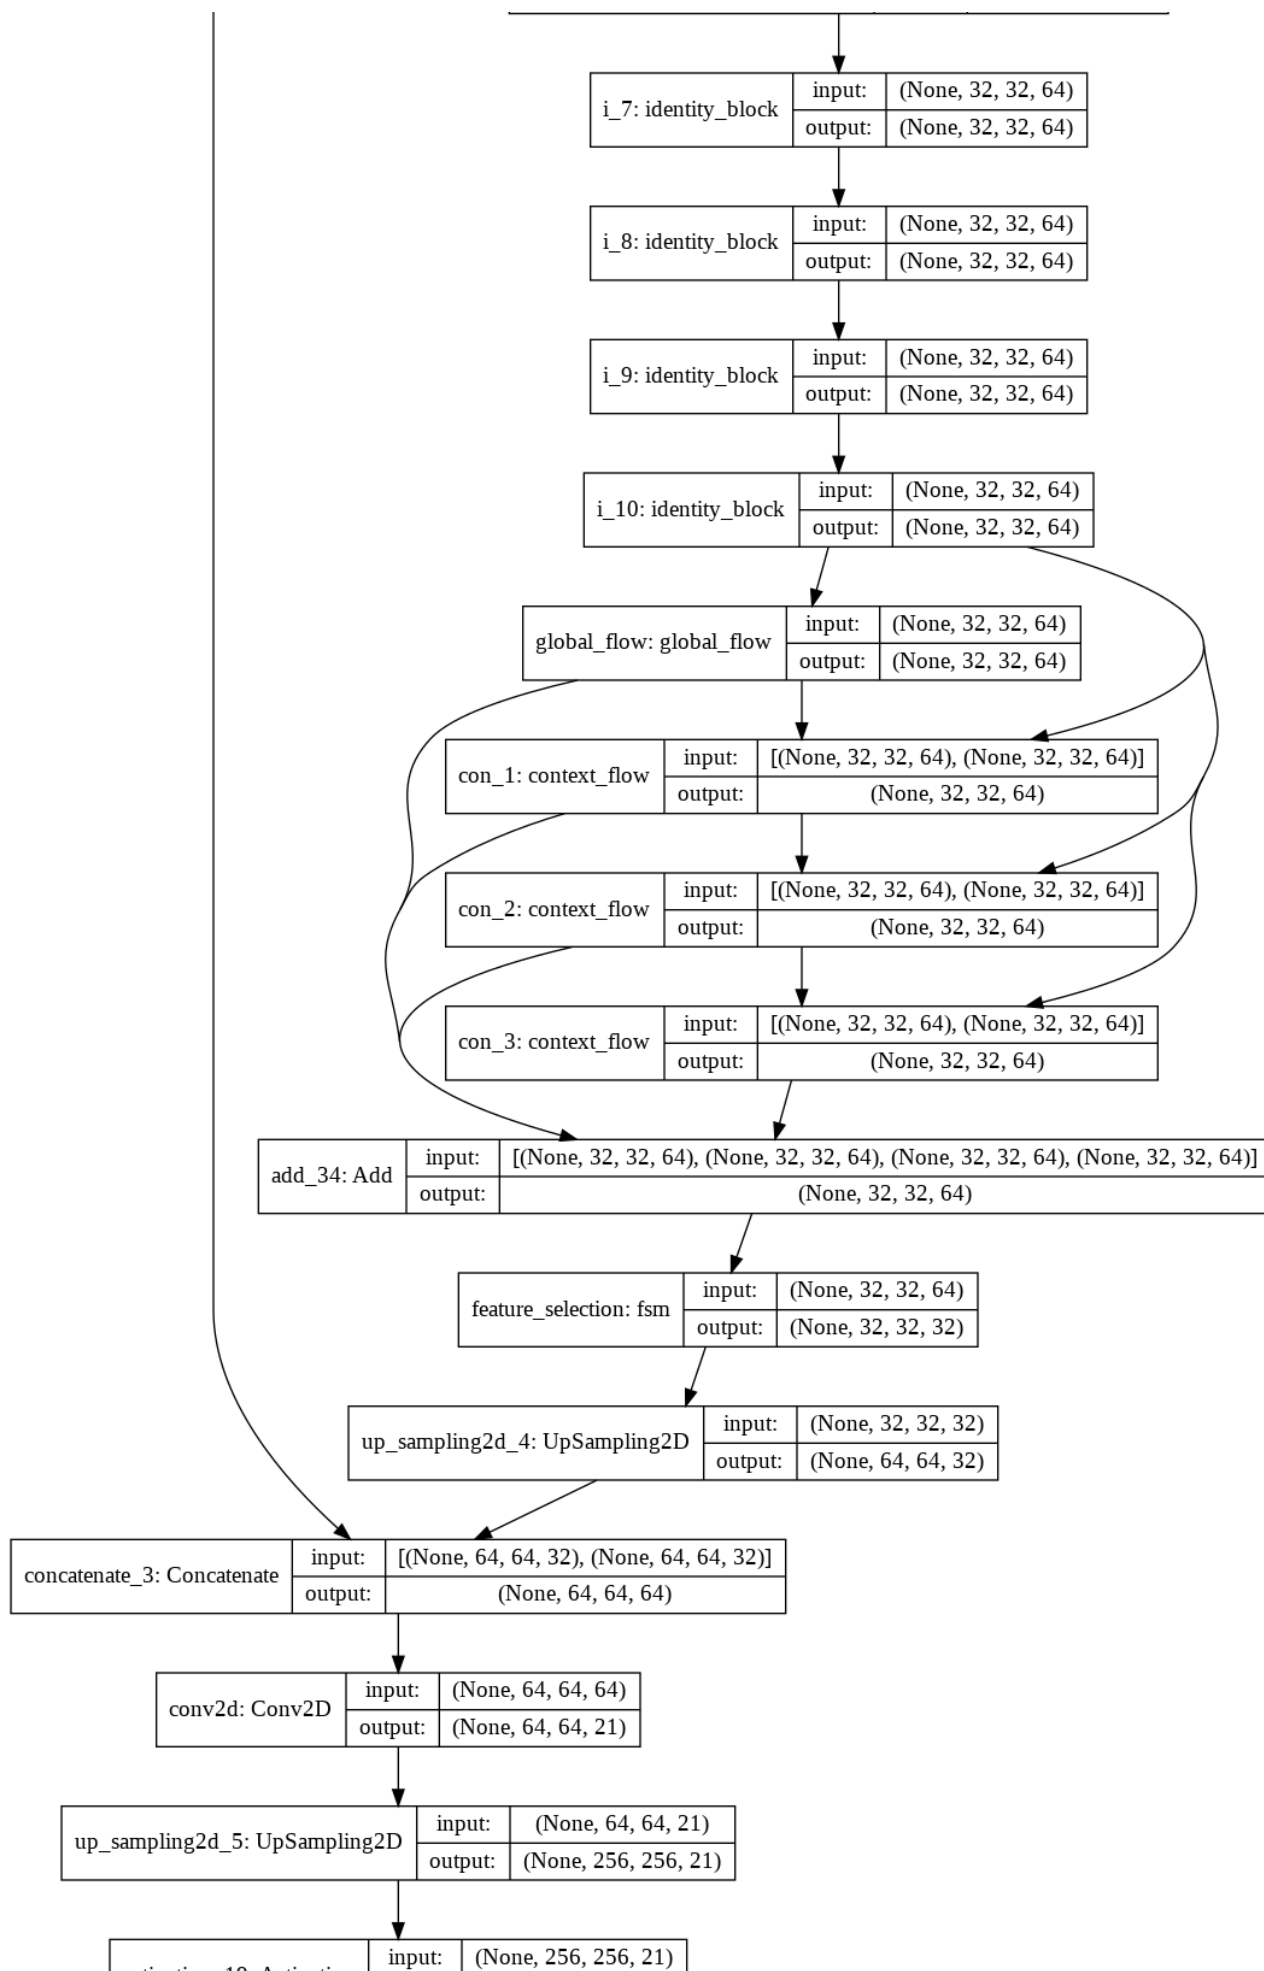 i_7: identity_block
input: (None, 32, 32, 64)
output: (None, 32, 32, 64)
i_8: identity_block
input: (None, 32, 32, 64)
output: (None, 32, 32, 64)
i_9: identity_block
input: (None, 32, 32, 64)
output: (None, 32, 32, 64)
i_10: identity_block
input: (None, 32, 32, 64)
output: (None, 32, 32, 64)
global_flow: global_flow
input: (None, 32, 32, 64)
output: (None, 32, 32, 64)
con_1: context_flow
input: [(None, 32, 32, 64), (None, 32, 32, 64)]
output: (None, 32, 32, 64)
con_2: context_flow
input: [(None, 32, 32, 64), (None, 32, 32, 64)]
output: (None, 32, 32, 64)
con_3: context_flow
input: [(None, 32, 32, 64), (None, 32, 32, 64)]
output: (None, 32, 32, 64)
add_34: Add
input: [(None, 32, 32, 64), (None, 32, 32, 64), (None, 32, 32, 64), (None, 32, 32, 64)]
output: (None, 32, 32, 64)
feature_selection: fsm
input: (None, 32, 32, 64)
output: (None, 32, 32, 32)
up_sampling2d_4: UpSampling2D
input: (None, 32, 32, 32)
output: (None, 64, 64, 32)
concatenate_3: Concatenate
input: [(None, 64, 64, 32), (None, 64, 64, 32)]
output: (None, 64, 64, 64)
conv2d: Conv2D
input: (None, 64, 64, 64)
output: (None, 64, 64, 21)
up_sampling2d_5: UpSampling2D
input: (None, 64, 64, 21)
output: (None, 256, 256, 21)
input: (None, 256, 256, 21)